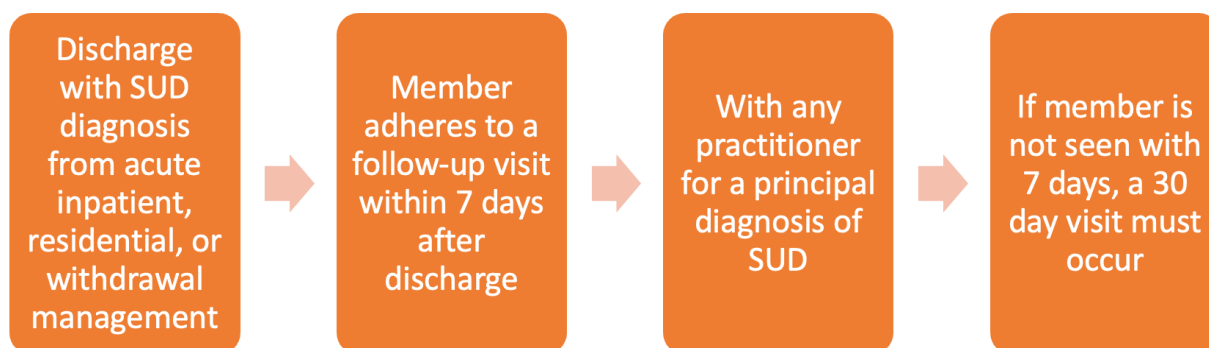 Discharge
with SUD
diagnosis
from acute
inpatient,
residential, or
withdrawal
management
Member
adheres to a
follow-up visit
within 7 days
after
discharge
With any
practitioner
for a principal
diagnosis of
SUD
If member is
not seen with
7 days, a 30
day visit must
occur